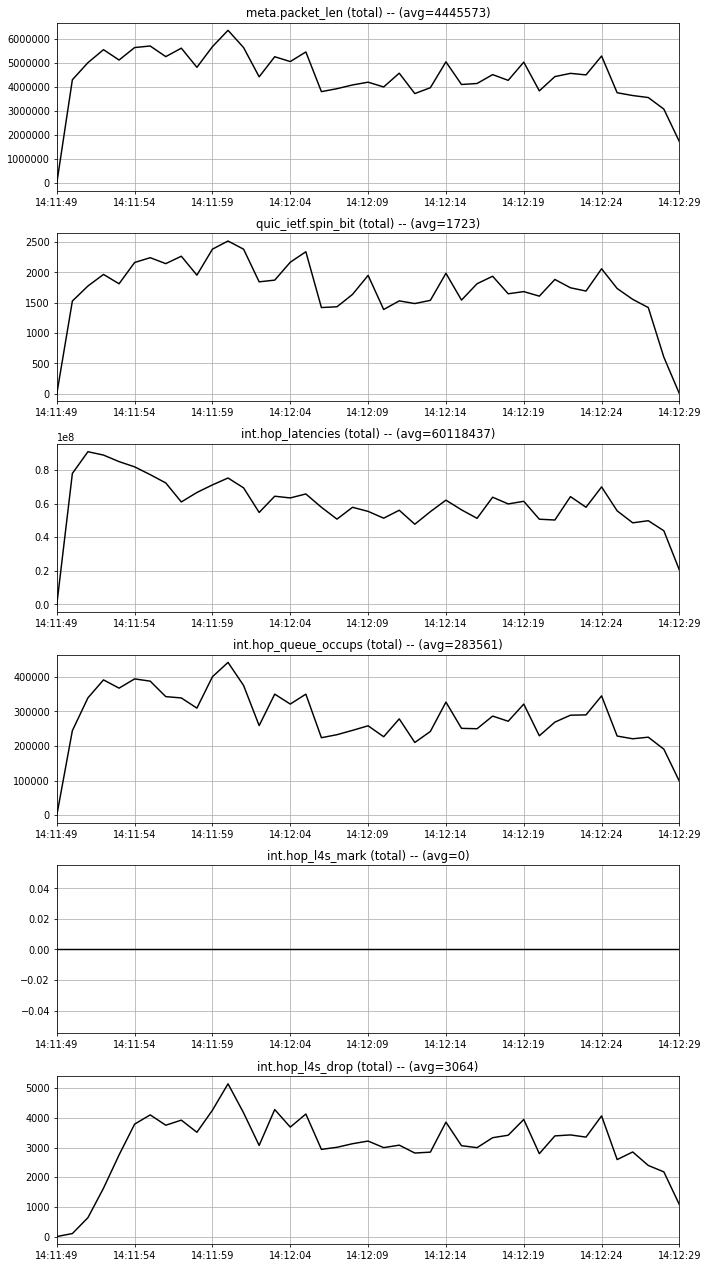 meta.packet_len (total) -- (avg=4445573)
6000000
5000000
4000000
3000000
2000000
1000000
0
14:11:49 14:11:54 14:11:59 14:12:04 14:12:09 14:12:14 14:12:19 14:12:24 14:12:29
quic_ietf.spin_bit (total) -- (avg=1723)
2500
2000
1500
1000
500
0
14:11:49 14:11:54 14:11:59 14:12:04 14:12:09 14:12:14 14:12:19 14:12:24 14:12:29
int.hop_latencies (total) -- (avg=60118437)
1e8
0.8
0.6
0.4
0.2
0.0
14:11:49 14:11:54 14:11:59 14:12:04 14:12:09 14:12:14 14:12:19 14:12:24 14:12:29
int.hop_queue_occups (total) -- (avg=283561)
400000
300000
200000
100000
0
14:11:49 14:11:54 14:11:59 14:12:04 14:12:09 14:12:14 14:12:19 14:12:24 14:12:29
int.hop_l4s_mark (total) -- (avg=0)
0.04
0.02
0.00
−0.02
−0.04
14:11:49 14:11:54 14:11:59 14:12:04 14:12:09 14:12:14 14:12:19 14:12:24 14:12:29
int.hop_l4s_drop (total) -- (avg=3064)
5000
4000
3000
2000
1000
0
14:11:49 14:11:54 14:11:59 14:12:04 14:12:09 14:12:14 14:12:19 14:12:24 14:12:29